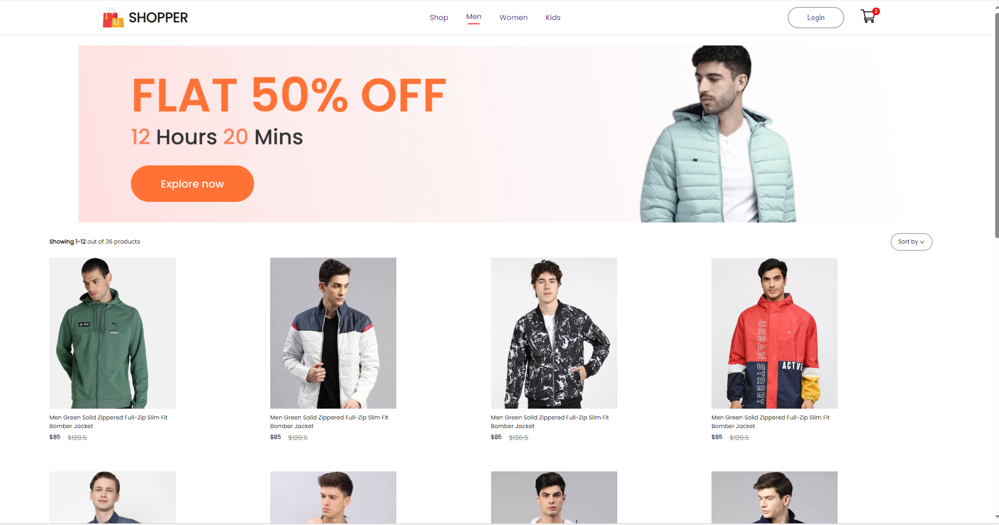 SHOPPER
Shop Men Women Kids
Login
2
FLAT 50% OFF
12 Hours 20 Mins
Explore now
Showing 1-12 out of 36 products
Sort by
URBAN STREET
ACTIVE
Men Green Solid Zippered Full-Zip Slim Fit
Bomber Jacket
$85 $120.5
Men Green Solid Zippered Full-Zip Slim Fit
Bomber Jacket
$85 $120.5
Men Green Solid Zippered Full-Zip Slim Fit
Bomber Jacket
$85 $120.5
Men Green Solid Zippered Full-Zip Slim Fit
Bomber Jacket
$85 $120.5